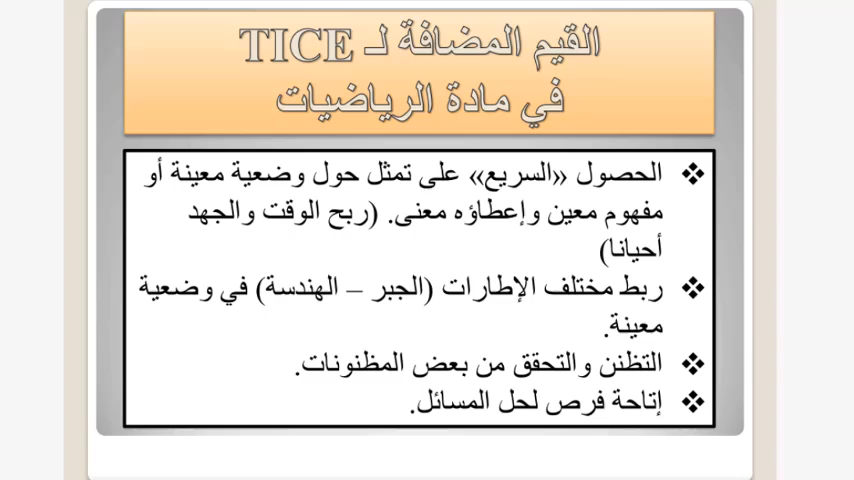 القيم المضافة لـ TICE
في مادة الرياضيات
❖ الحصول «السريع» على تمثل حول وضعية معينة أو
مفهوم معين وإعطاؤه معنى. (ربح الوقت والجهد
أحيانا)
❖ ربط مختلف الإطارات (الجبر – الهندسة) في وضعية
معينة.
❖ التظنن والتحقق من بعض المظنونات.
❖ إتاحة فرص لحل المسائل.